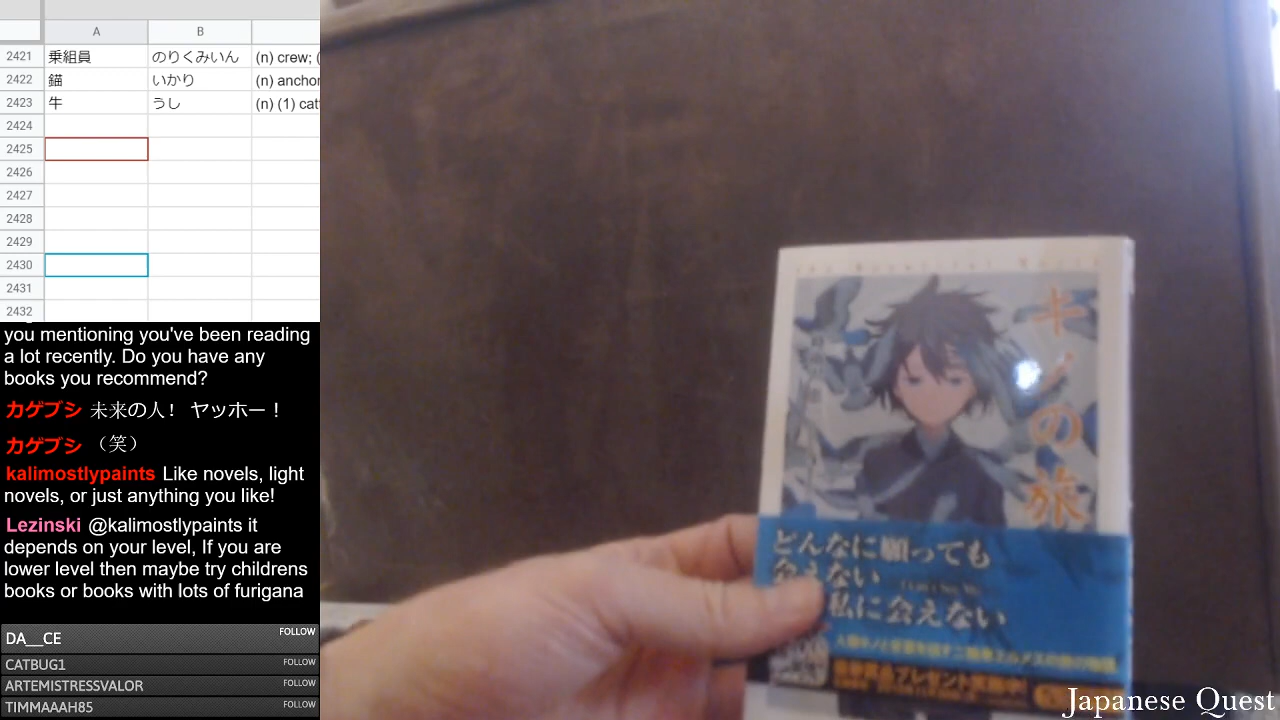 A B
2421 乗組員 のりくみいん (n) crew; (
2422 錨 いかり (n) anchor
2423 牛 うし (n) (1) catt
2424
2425
2426
2427
2428
2429
2430
2431
2432
you mentioning you've been reading
a lot recently. Do you have any
books you recommend?
カゲブシ 未来の人! ヤッホー!
カゲブシ (笑)
kalimostlypaints Like novels, light
novels, or just anything you like!
Lezinski @kalimostlypaints it
depends on your level, If you are
lower level then maybe try childrens
books or books with lots of furigana
DA__CE FOLLOW
CATBUG1 FOLLOW
ARTEMISTRESSVALOR FOLLOW
TIMMAAAH85 FOLLOW
the Beautiful World
キノの旅
どんなに願っても
会えない
私に会えない
Japanese Quest